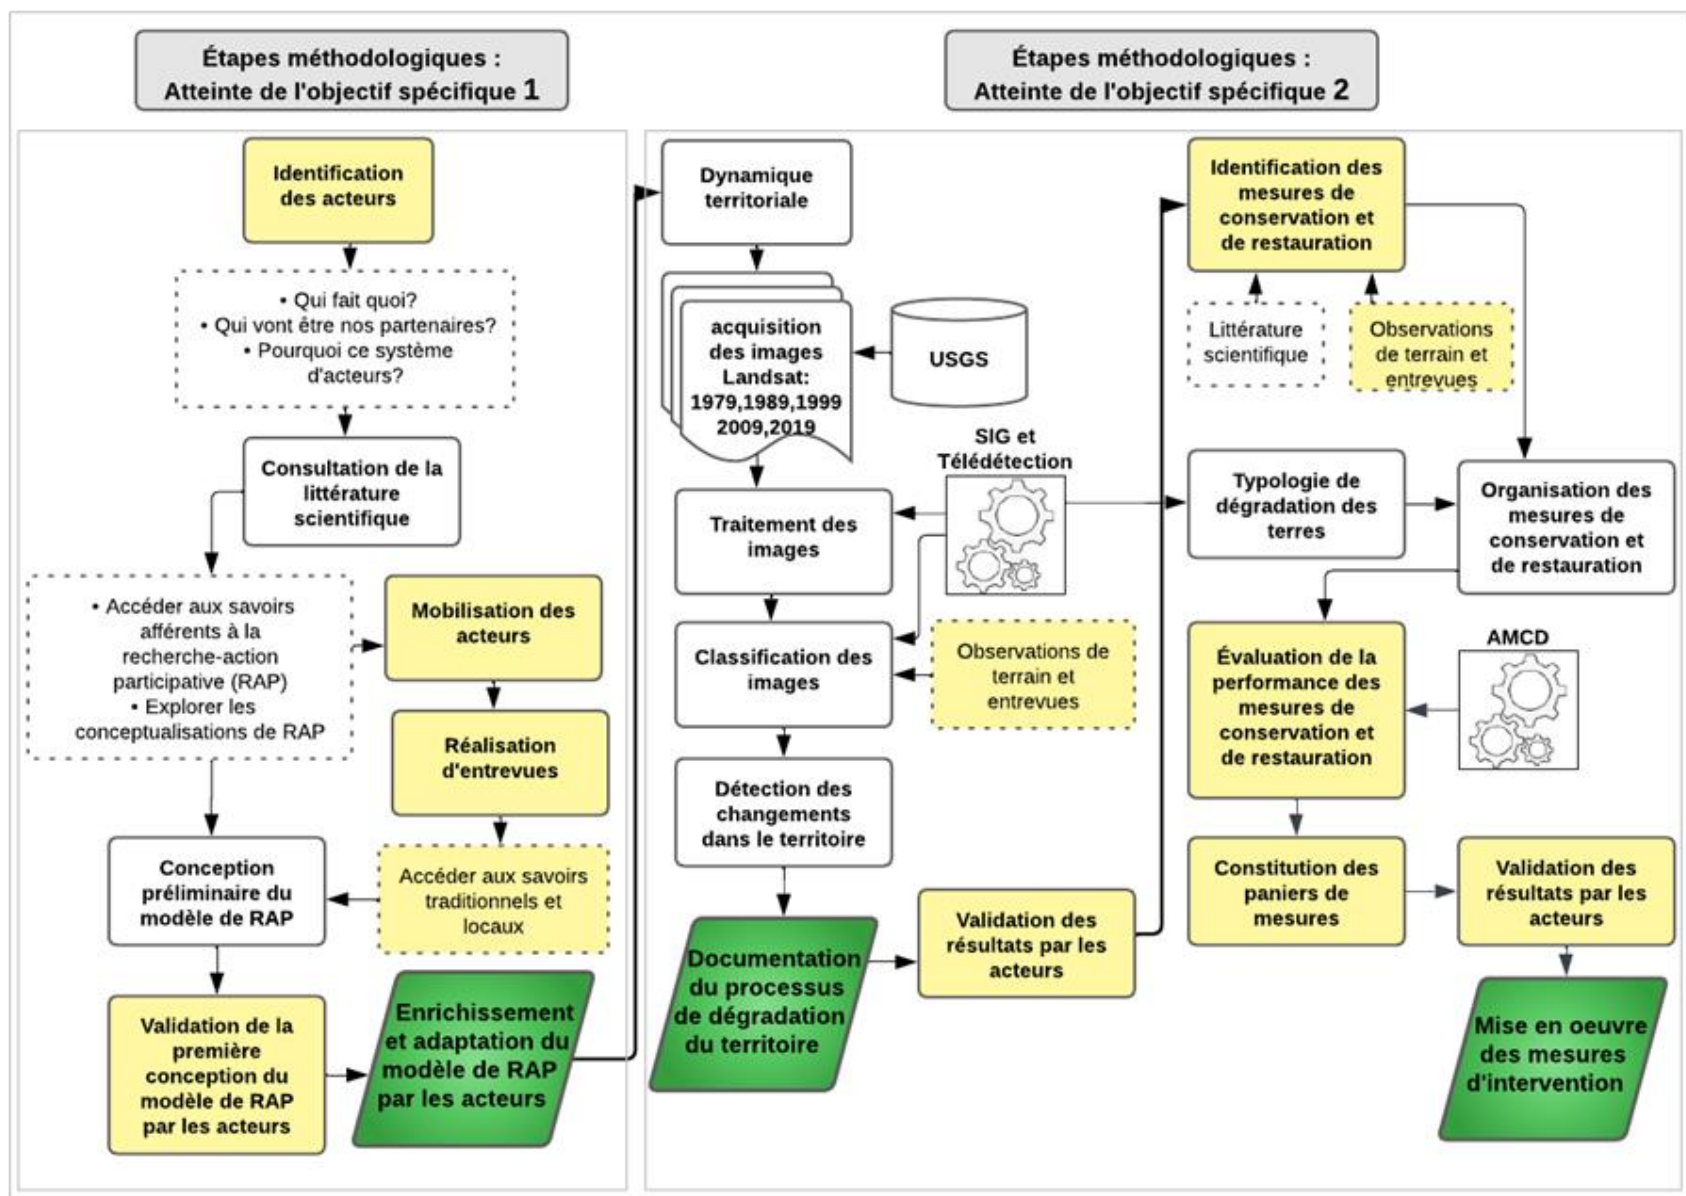 Étapes méthodologiques :
Atteinte de l'objectif spécifique 1
Identification
des acteurs
• Qui fait quoi?
• Qui vont être nos partenaires?
• Pourquoi ce système
d'acteurs?
Consultation de la
littérature
scientifique
• Accéder aux savoirs
afférents à la
recherche-action
participative (RAP)
• Explorer les
conceptualisations de RAP
Mobilisation des
acteurs
Réalisation
d'entrevues
Accéder aux savoirs
traditionnels et
locaux
Conception
préliminaire du
modèle de RAP
Validation de la
première
conception du
modèle de RAP
par les acteurs
Enrichissement
et adaptation du
modèle de RAP
par les acteurs
Étapes méthodologiques :
Atteinte de l'objectif spécifique 2
Dynamique
territoriale
acquisition
des images
Landsat:
1979,1989,1999
2009,2019
USGS
SIG et
Télédétection
Traitement des
images
Classification des
images
Observations de
terrain et
entrevues
Détection des
changements
dans le territoire
Documentation
du processus
de dégradation
du territoire
Validation des
résultats par les
acteurs
Identification des
mesures de
conservation et
de restauration
Littérature
scientifique
Observations
de terrain et
entrevues
Typologie de
dégradation des
terres
Organisation des
mesures de
conservation et
de restauration
Évaluation de la
performance des
mesures de
conservation et
de restauration
AMCD
Constitution des
paniers de
mesures
Validation des
résultats par les
acteurs
Mise en oeuvre
des mesures
d'intervention